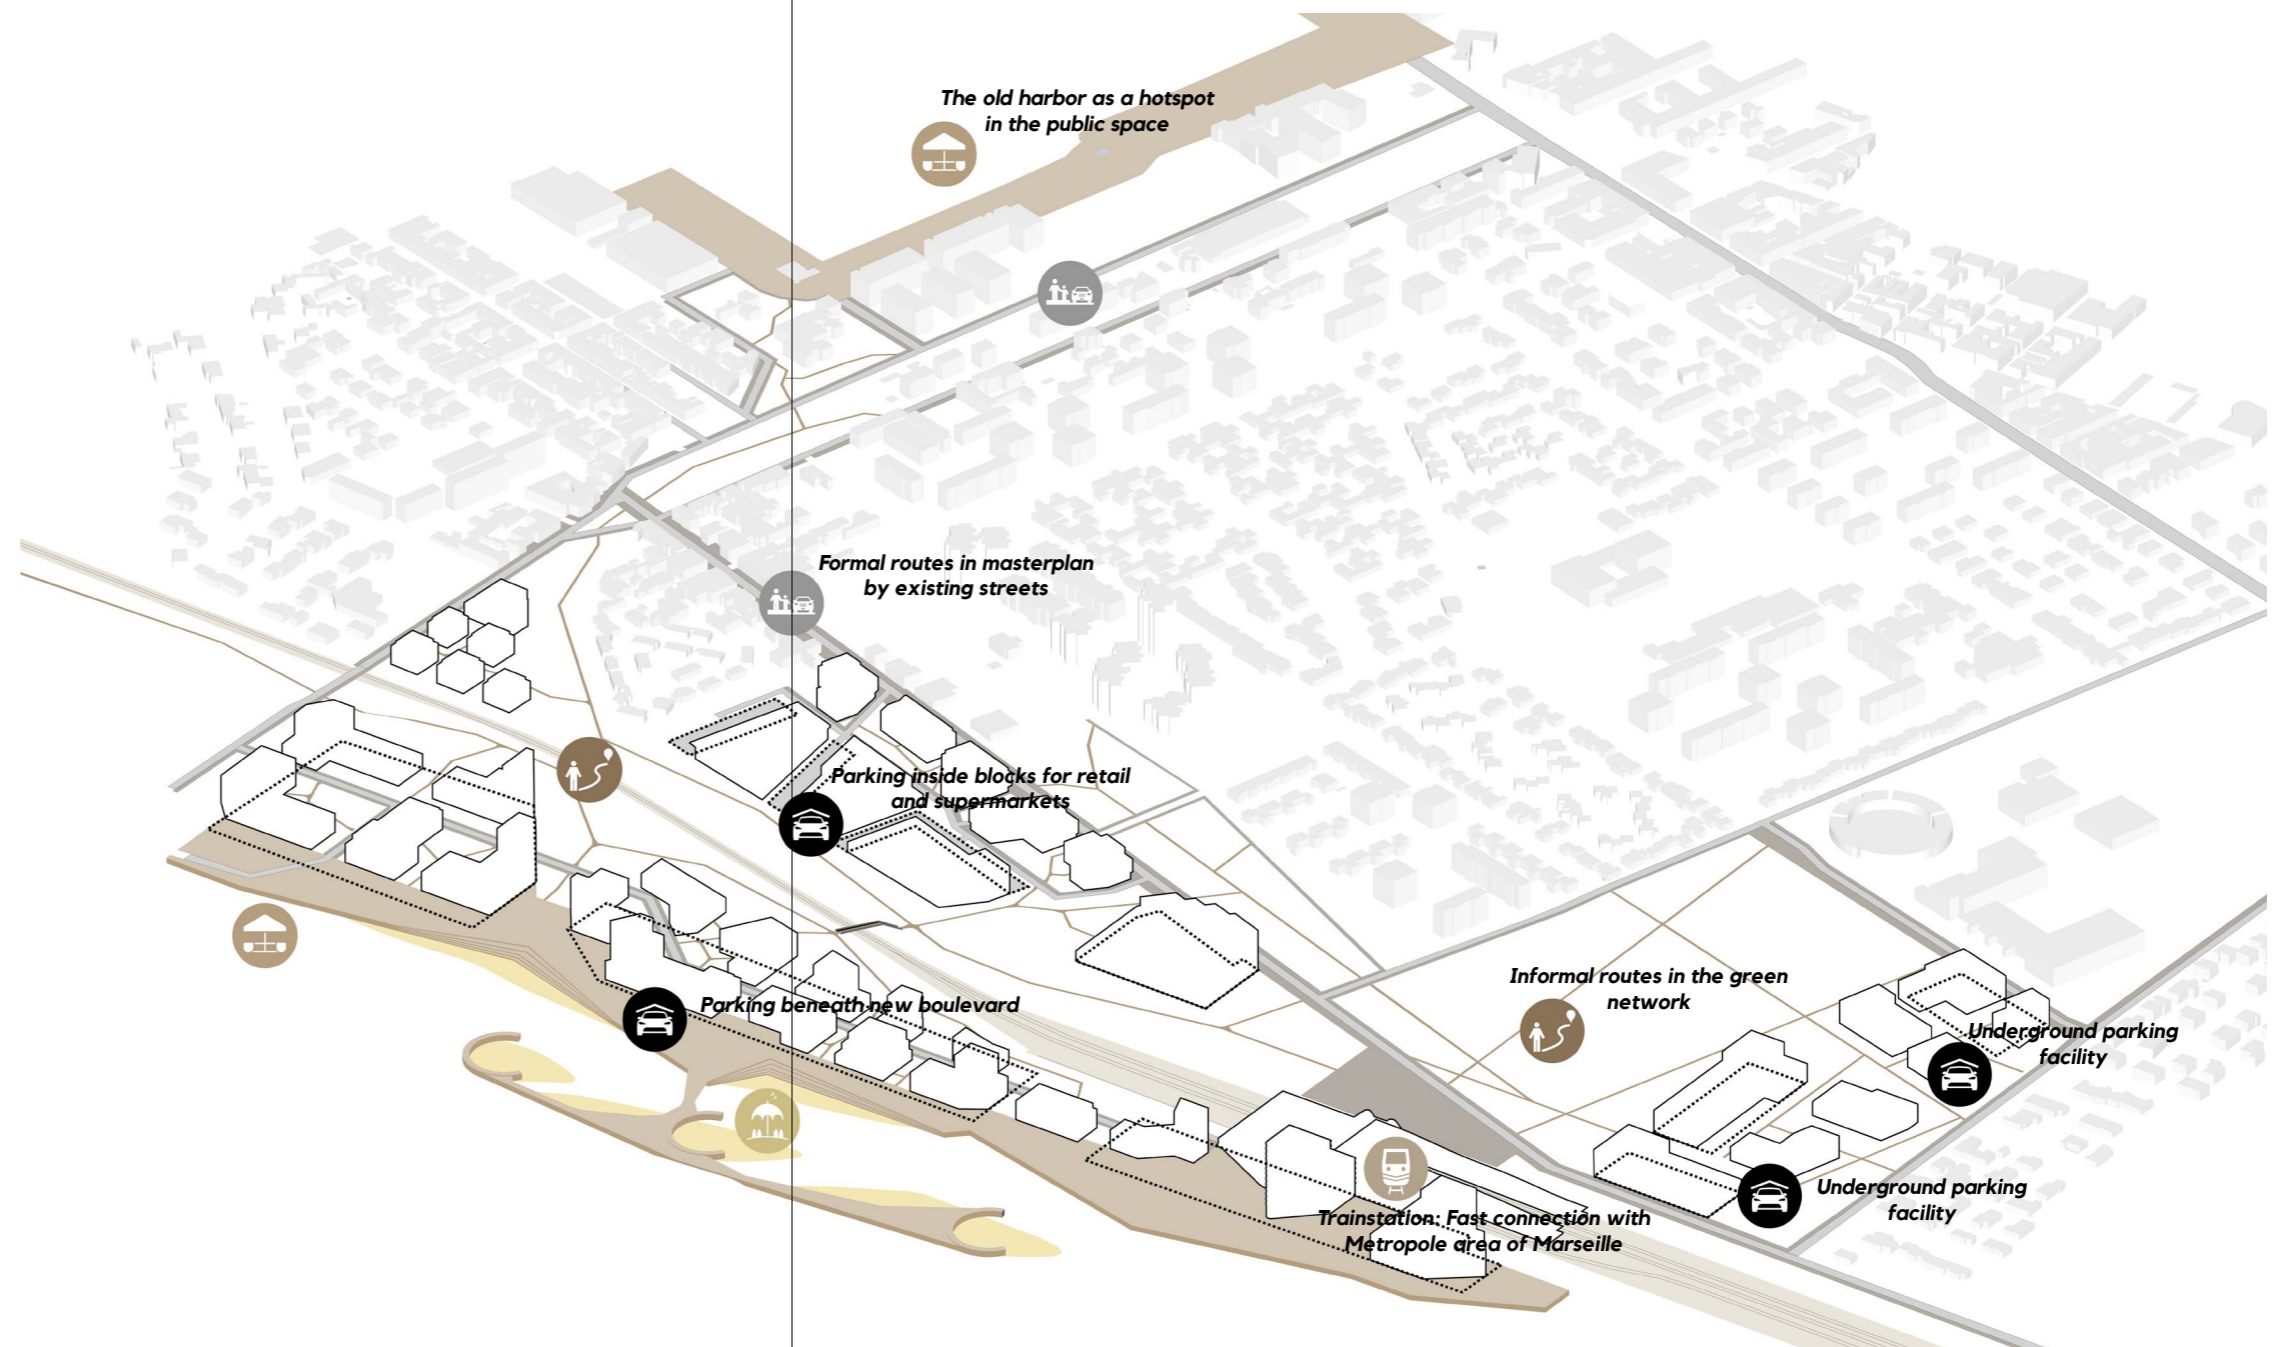 The old harbor as a hotspot
in the public space
Formal routes in masterplan
by existing streets
Parking inside blocks for retail
and supermarkets
Informal routes in the green
network
Parking beneath new boulevard
Underground parking
facility
Underground parking
facility
Trainstation: Fast connection with
Metropole area of Marseille